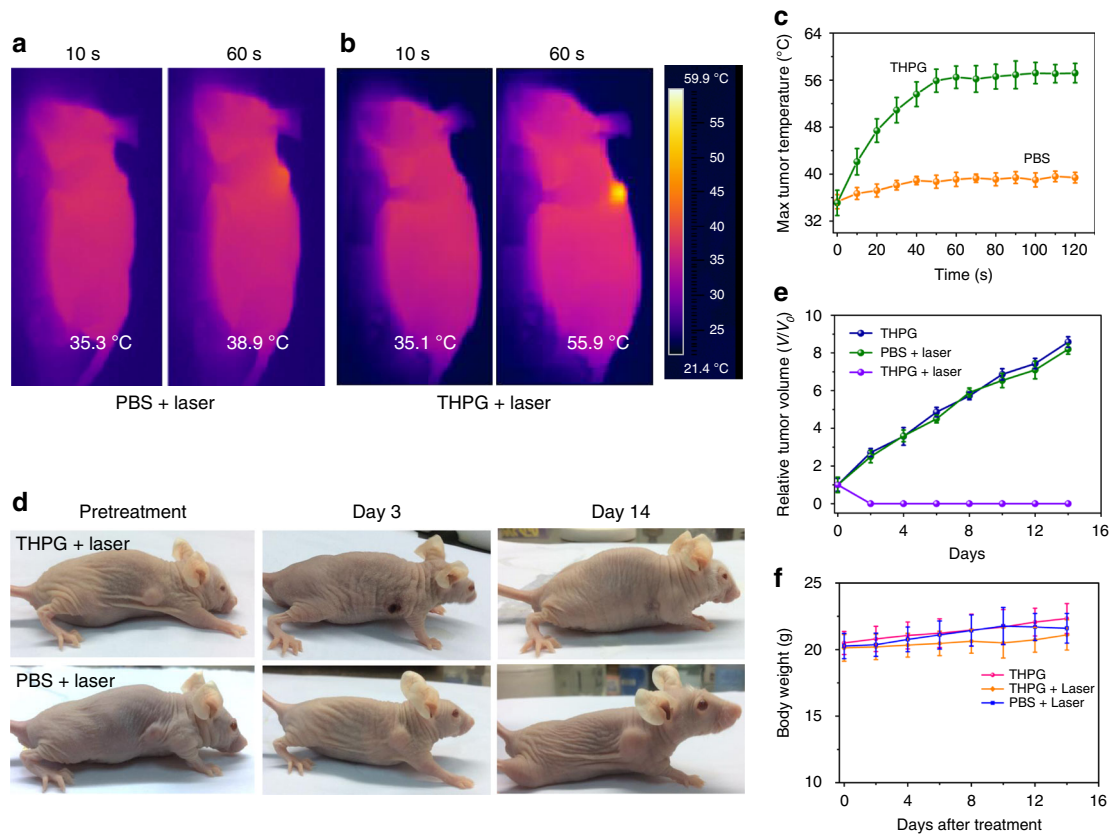 a
10 s
60 s
35.3 °C
38.9 °C
PBS + laser
b
10 s
60 s
35.1 °C
55.9 °C
THPG + laser
59.9 °C
55
50
45
40
35
30
25
21.4 °C
c
Max tumor temperature (°C)
64
56
48
40
32
THPG
PBS
0 20 40 60 80 100 120
Time (s)
d
Pretreatment
Day 3
Day 14
THPG + laser
PBS + laser
e
Relative tumor volume (V/V0)
10
8
6
4
2
0
THPG
PBS + laser
THPG + laser
0 4 8 12 16
Days
f
Body weight (g)
25
20
15
10
THPG
THPG + Laser
PBS + Laser
0 4 8 12 16
Days after treatment